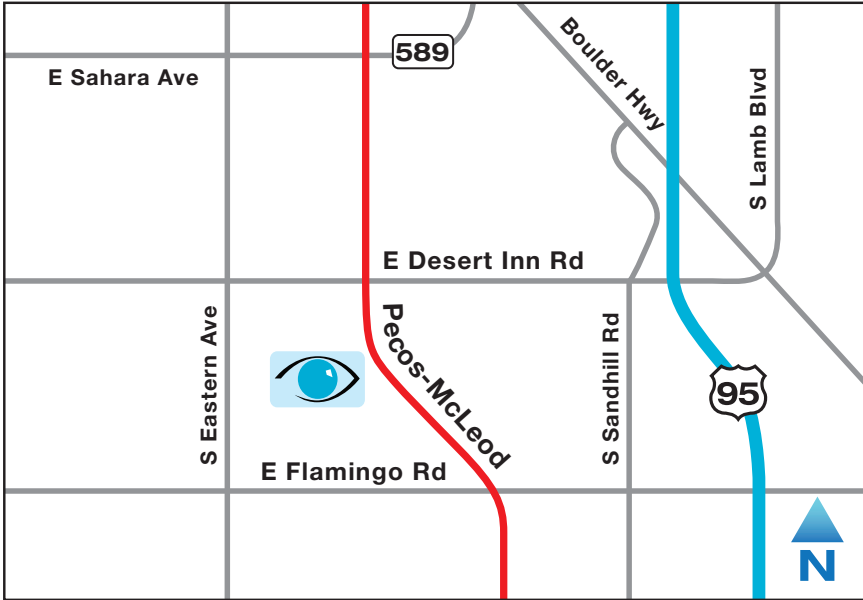 589
E Sahara Ave
Boulder Hwy
S Lamb Blvd
E Desert Inn Rd
S Eastern Ave
Pecos-McLeod
S Sandhill Rd
95
E Flamingo Rd
N